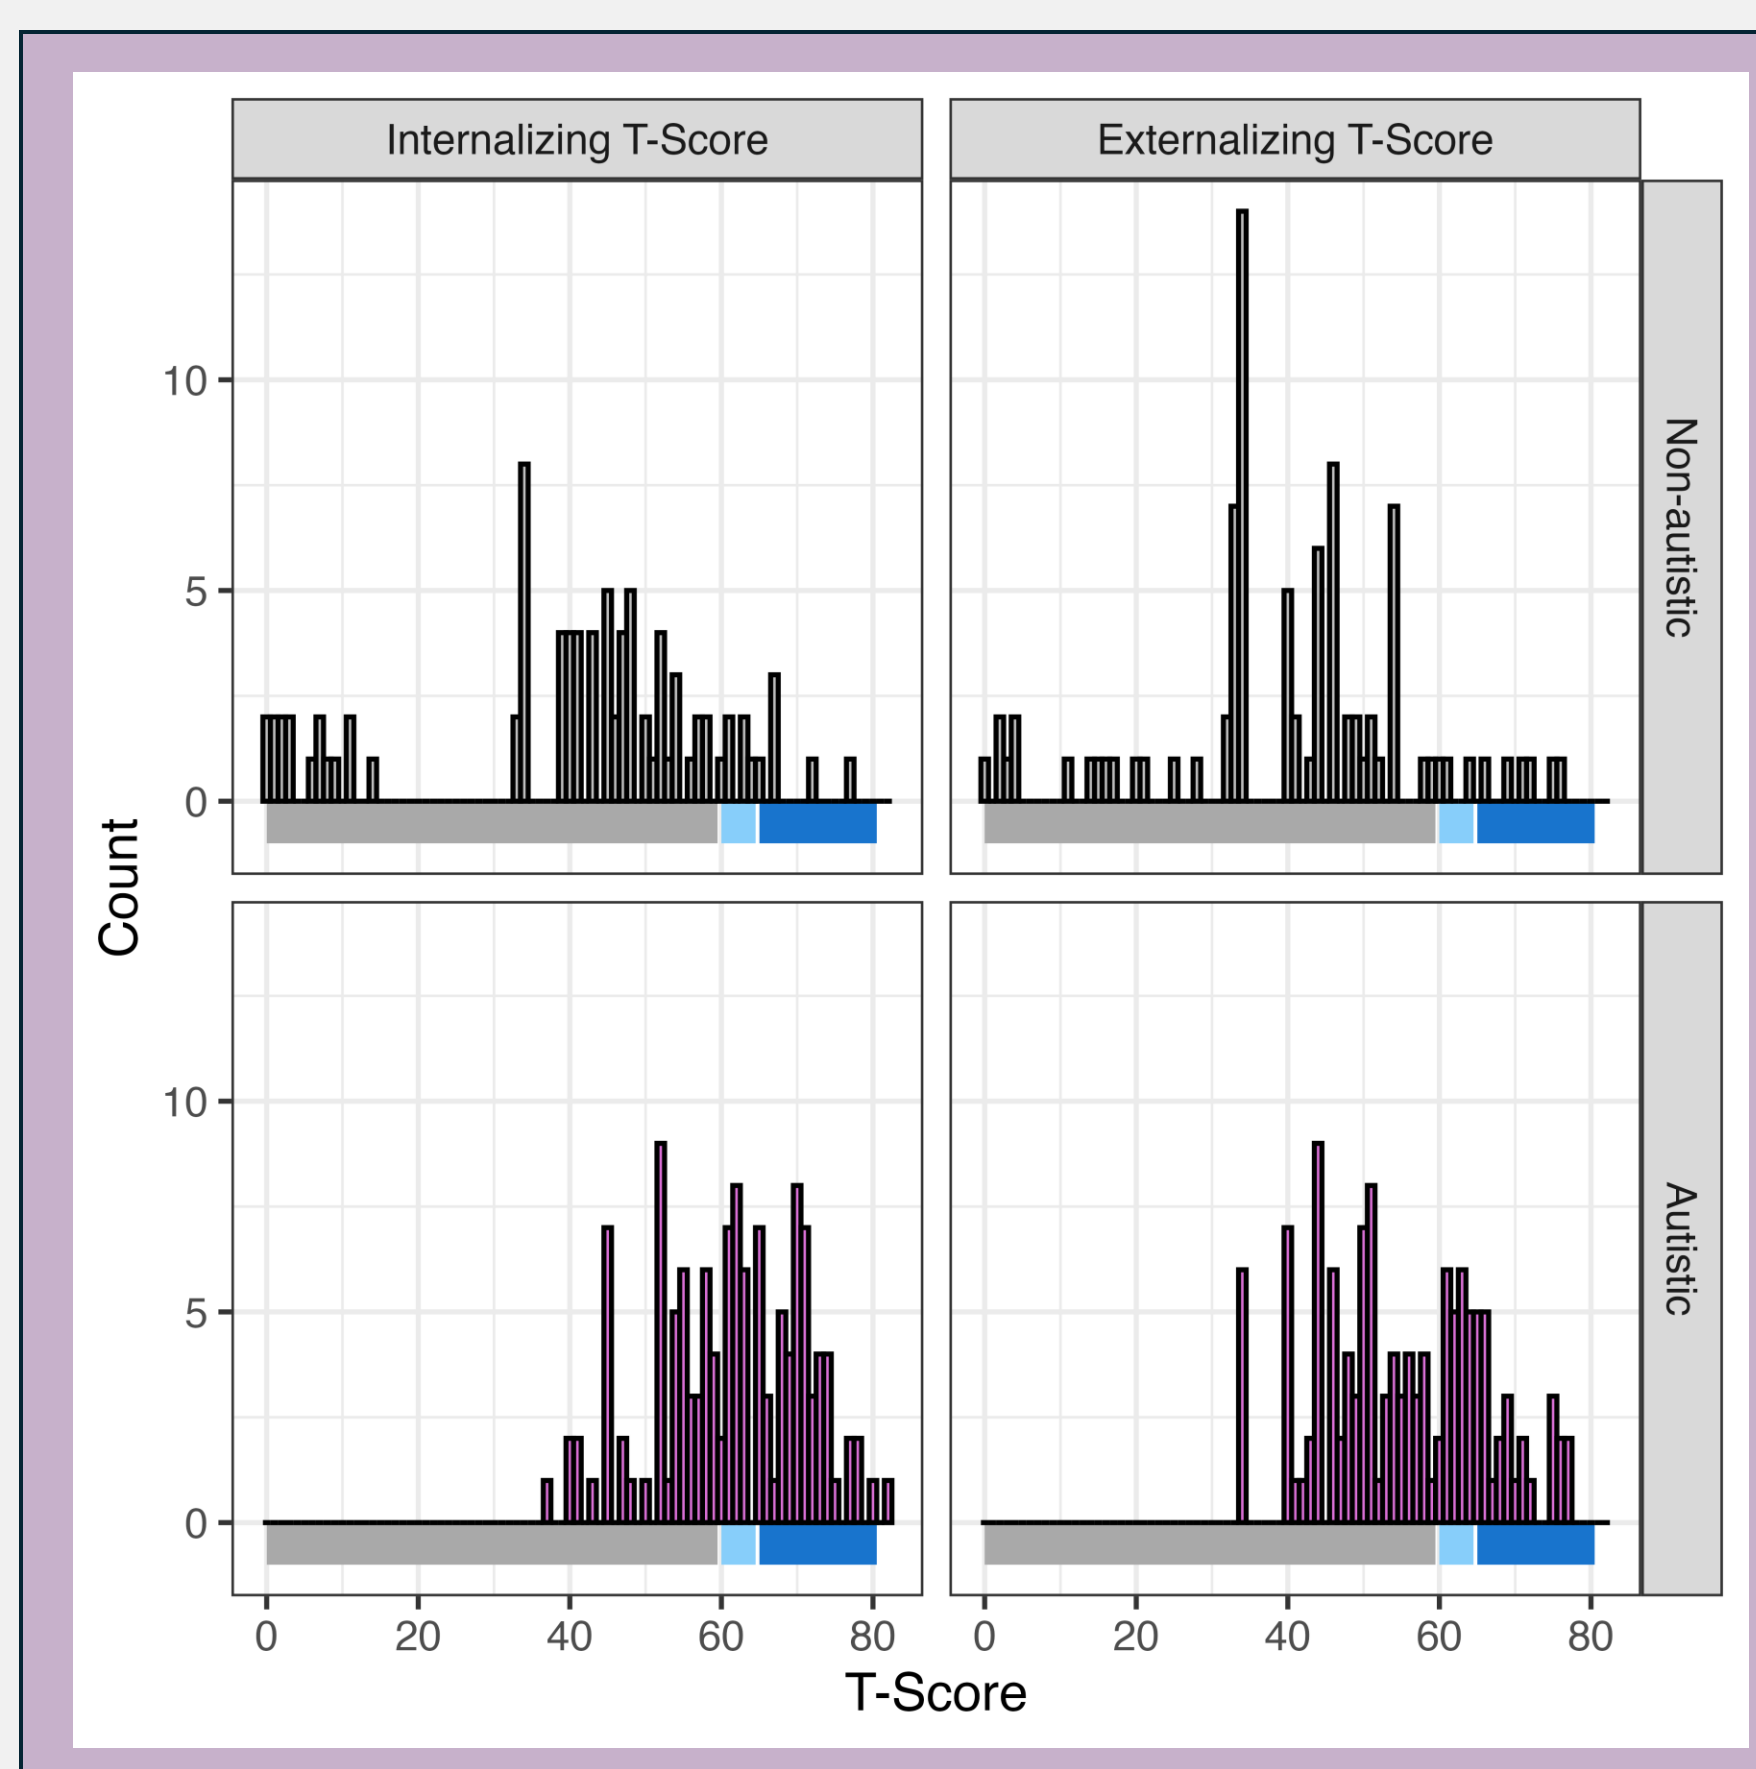 Internalizing T-Score
Externalizing T-Score
Non-autistic
10
5
0
Count
Autistic
10
5
0
0 20 40 60 80
0 20 40 60 80
T-Score